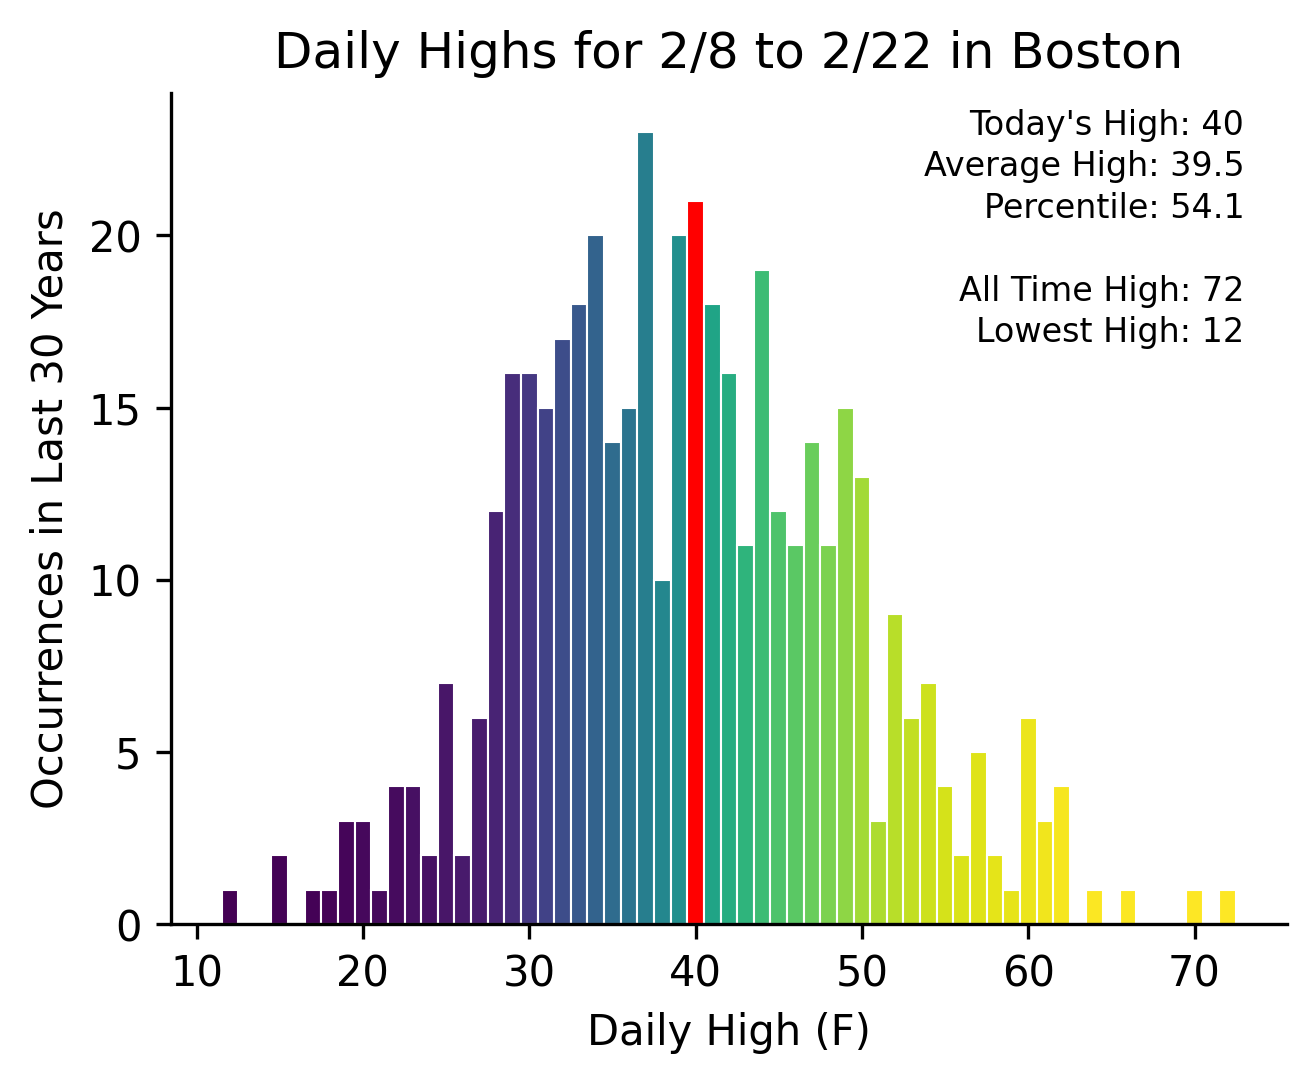 Daily Highs for 2/8 to 2/22 in Boston
Today's High: 40
Average High: 39.5
Percentile: 54.1
All Time High: 72
Lowest High: 12
Occurrences in Last 30 Years
20
15
10
5
0
10 20 30 40 50 60 70
Daily High (F)